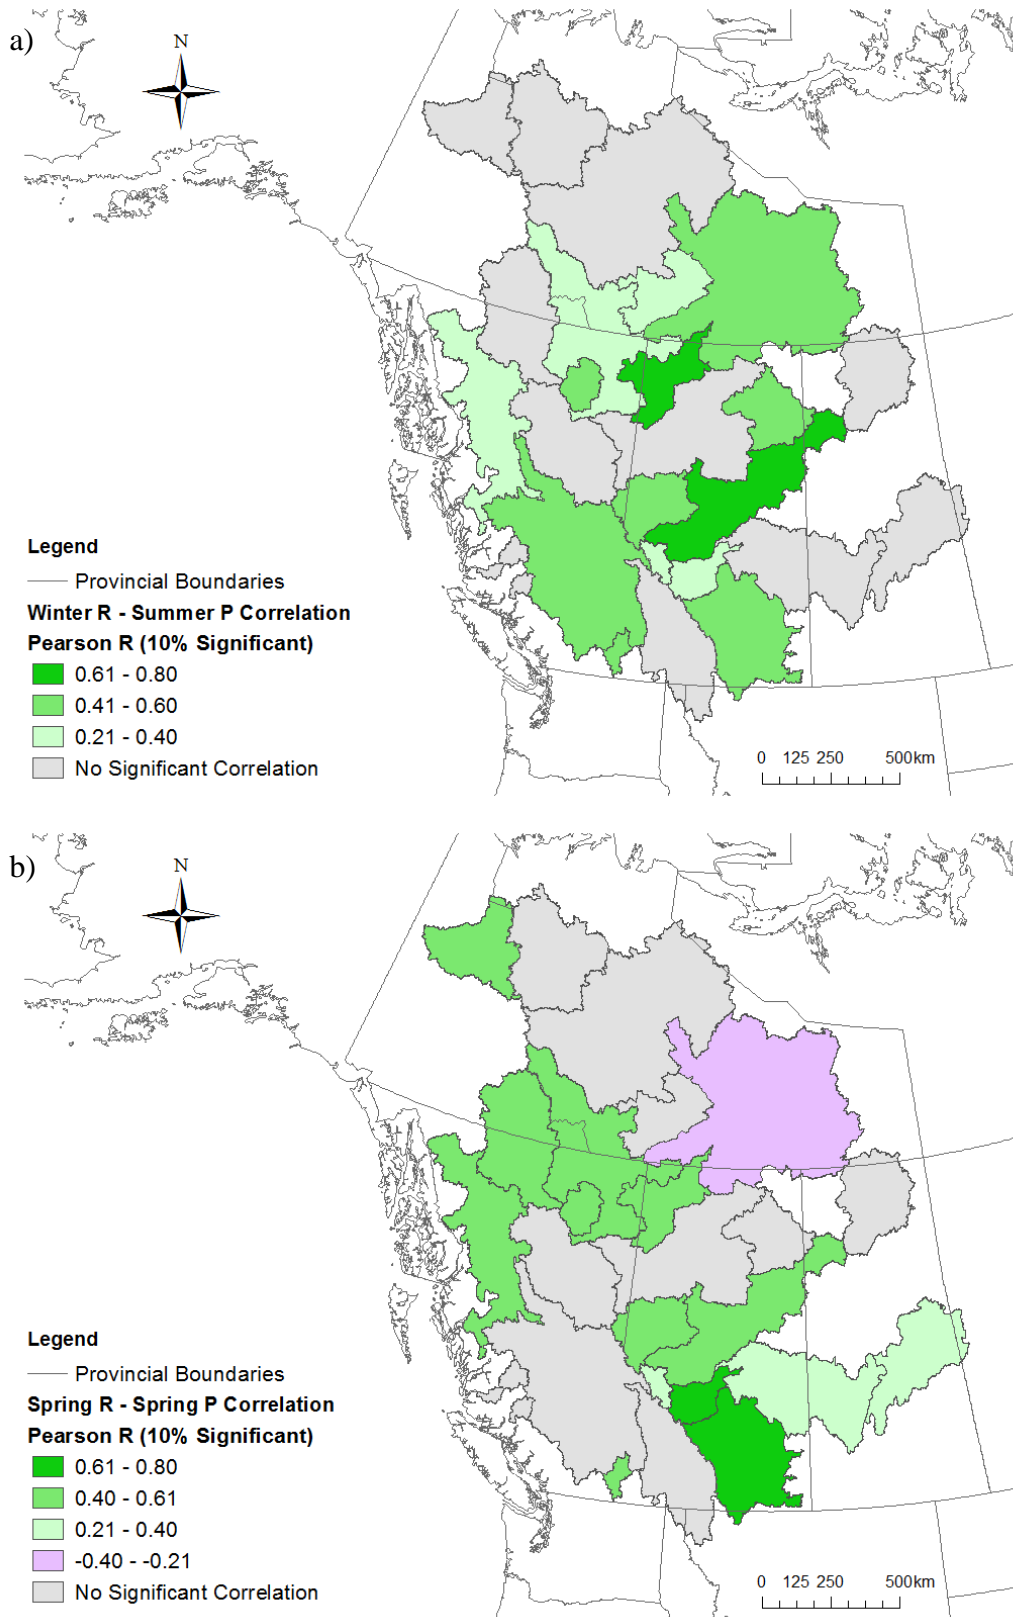 a)
N
Legend
Provincial Boundaries
Winter R - Summer P Correlation
Pearson R (10% Significant)
0.61 - 0.80
0.41 - 0.60
0.21 - 0.40
No Significant Correlation
0 125 250 500km
b)
N
Legend
Provincial Boundaries
Spring R - Spring P Correlation
Pearson R (10% Significant)
0.61 - 0.80
0.40 - 0.61
0.21 - 0.40
-0.40 - -0.21
No Significant Correlation
0 125 250 500km